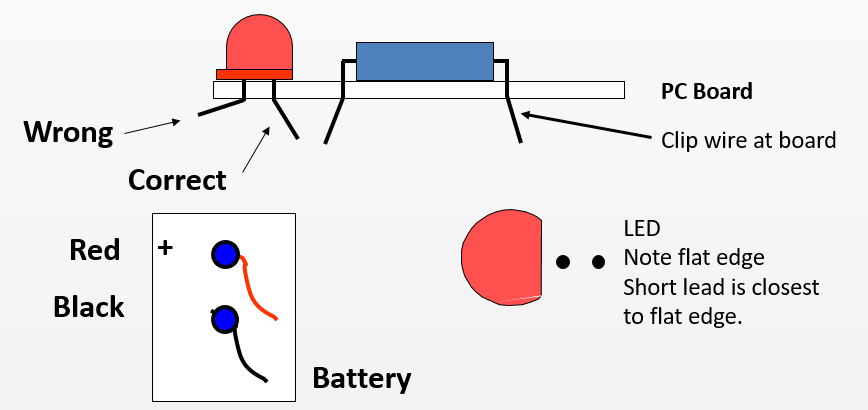 PC Board
Wrong
Clip wire at board
Correct
Red
+
Black
Battery
LED
Note flat edge
Short lead is closest
to flat edge.